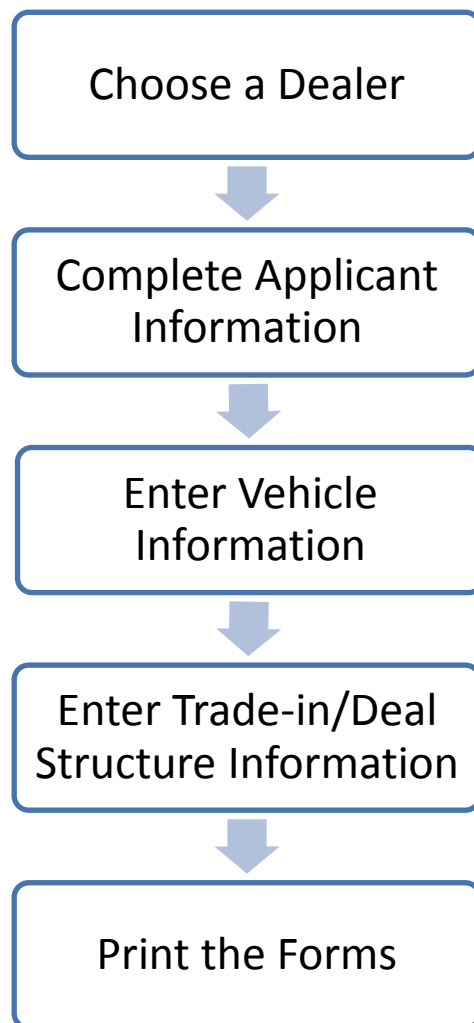 Choose a Dealer
Complete Applicant
Information
Enter Vehicle
Information
Enter Trade-in/Deal
Structure Information
Print the Forms